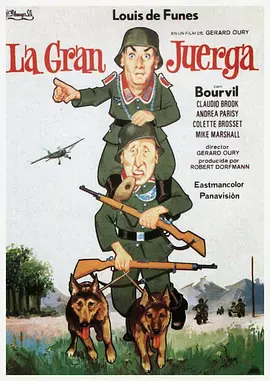 Louis de Funes
EN UN FILM DE GERARD OURY
LA GRAN JUERGA
con
Bourvil
CLAUDIO BROOK
ANDREA PARISY
COLETTE BROSSET
MIKE MARSHALL
director
GERARD OURY
producida por
ROBERT DORFMANN
Eastmancolor
Panavisión